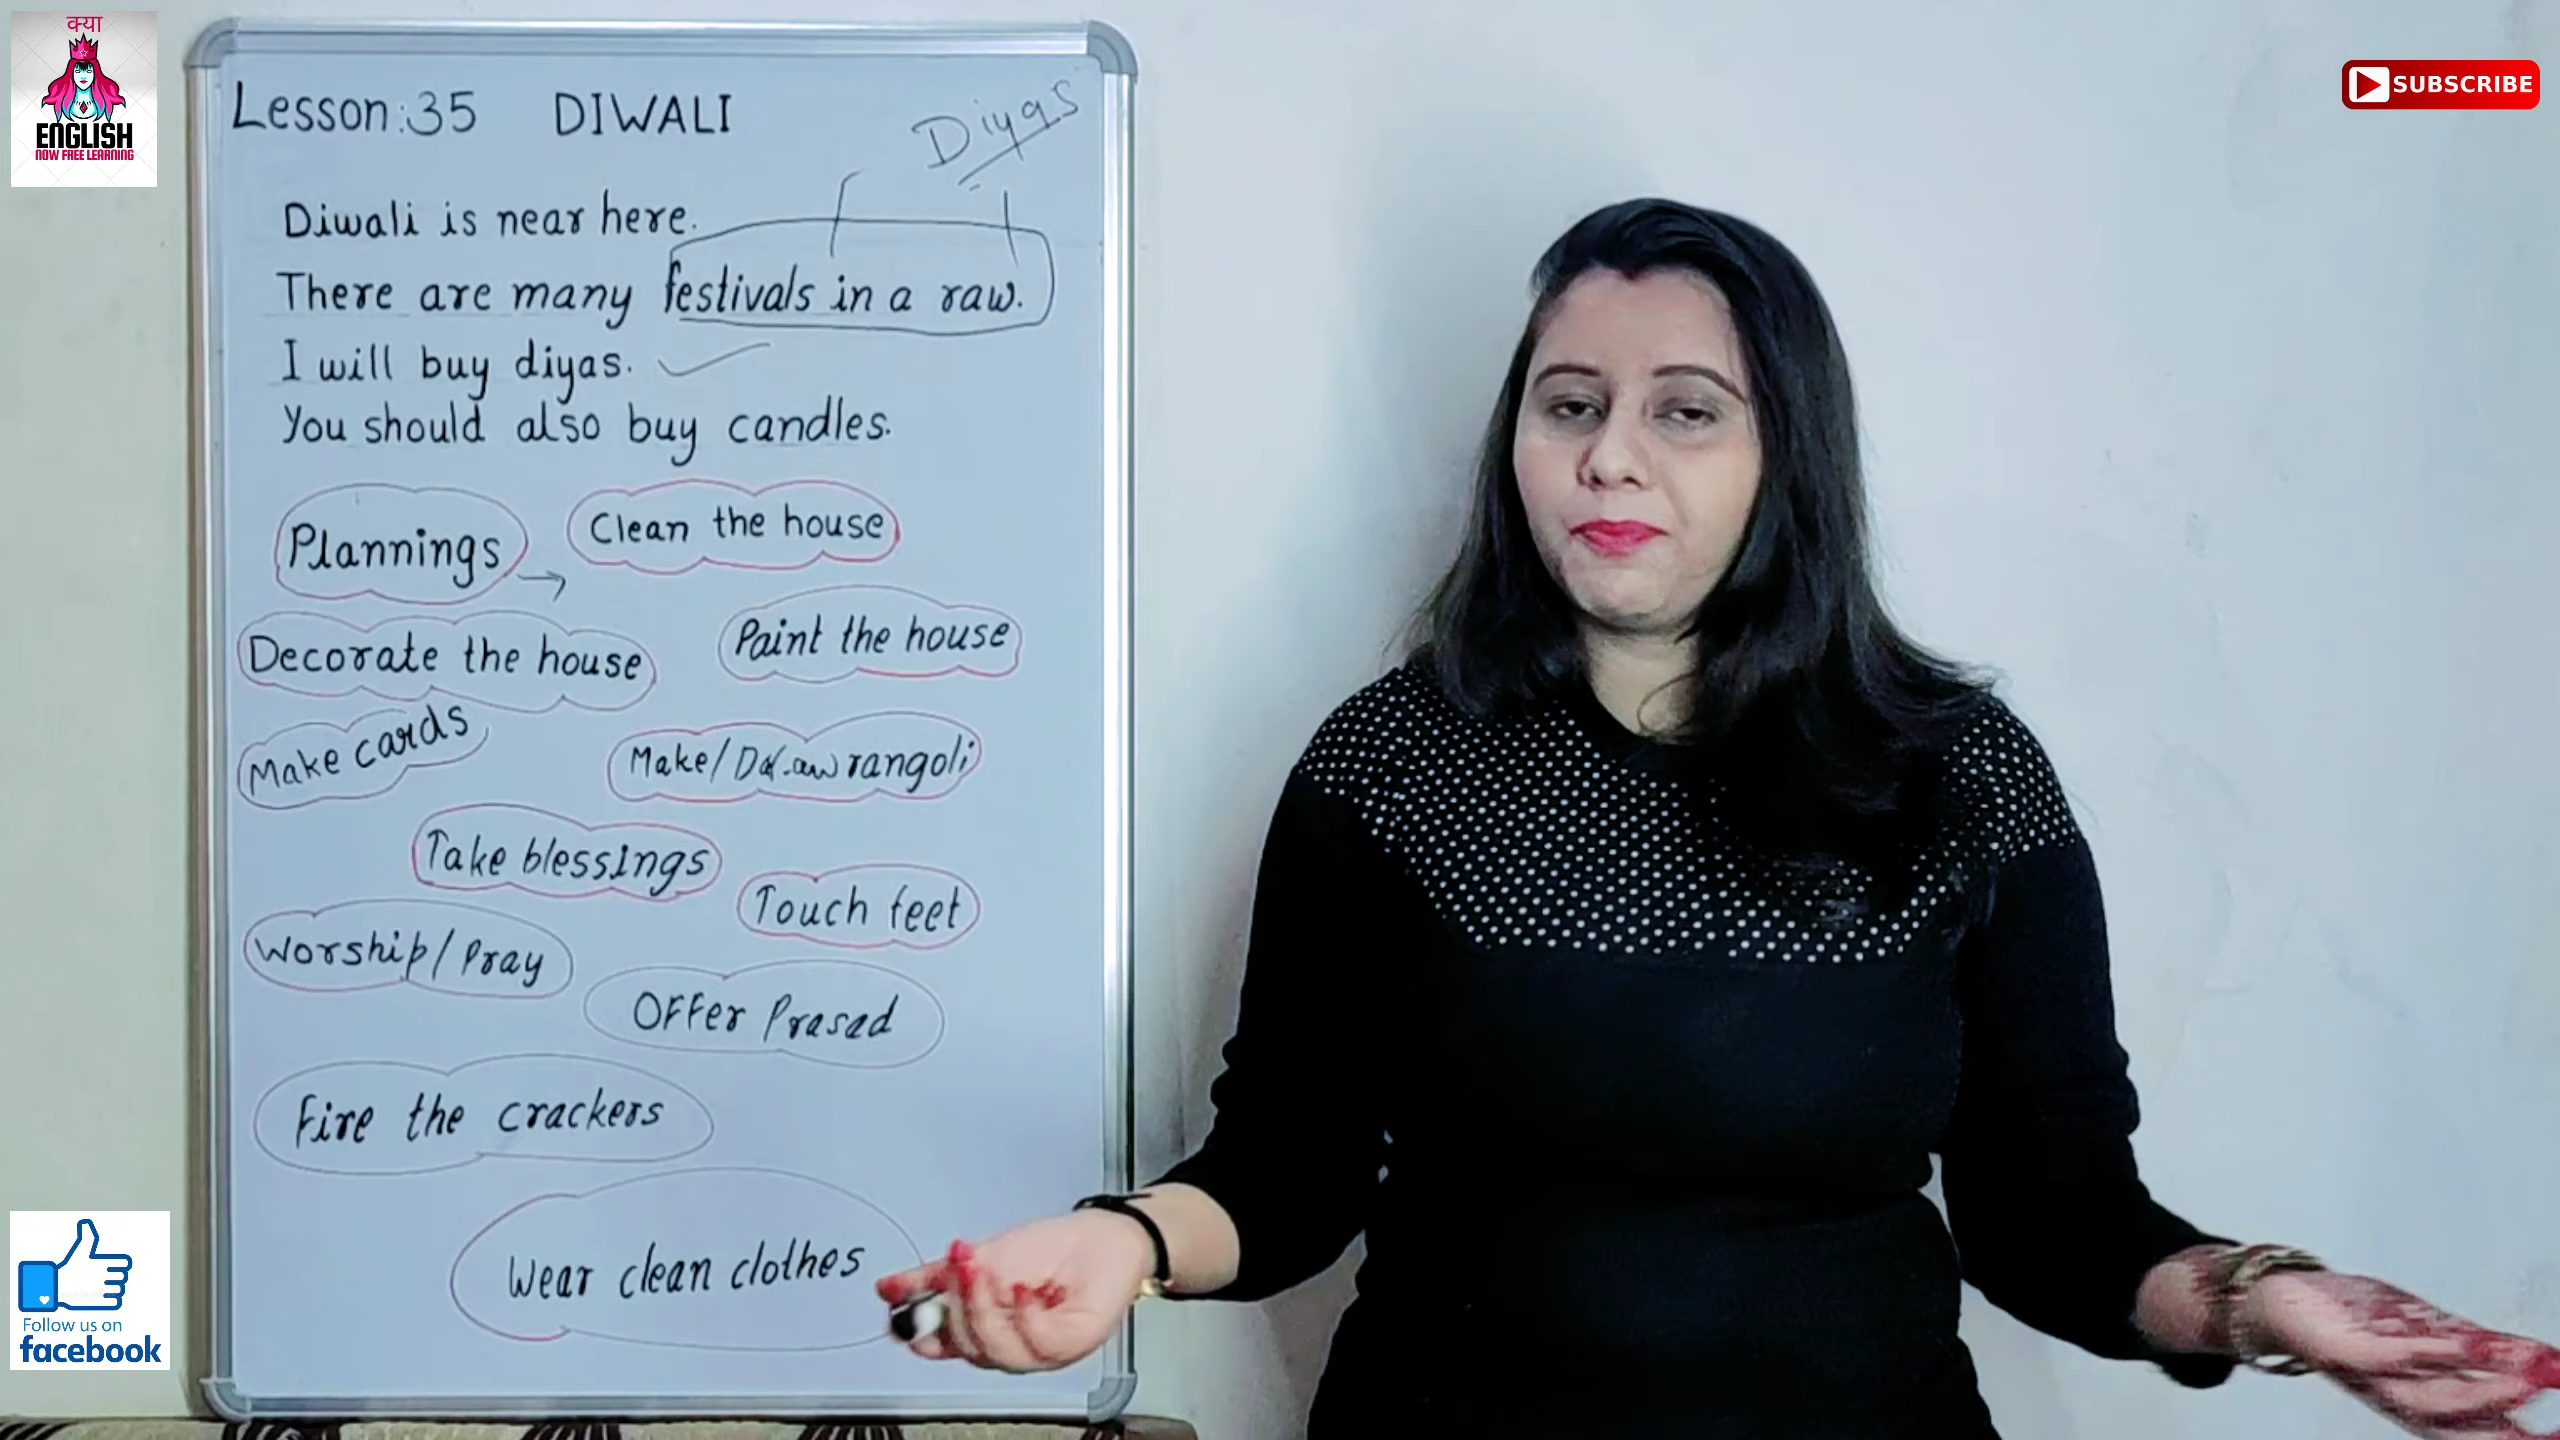 क्या
ENGLISH
NOW FREE LEARNING
SUBSCRIBE
Lesson:35 DIWALI
Diyas
Diwali is near here.
There are many festivals in a raw.
I will buy diyas.
You should also buy candles.
Plannings
Clean the house
Decorate the house
Paint the house
Make cards
Make/Draw rangoli
Take blessings
Touch feet
Worship/Pray
Offer Prasad
Fire the crackers
Wear clean clothes
Follow us on
facebook